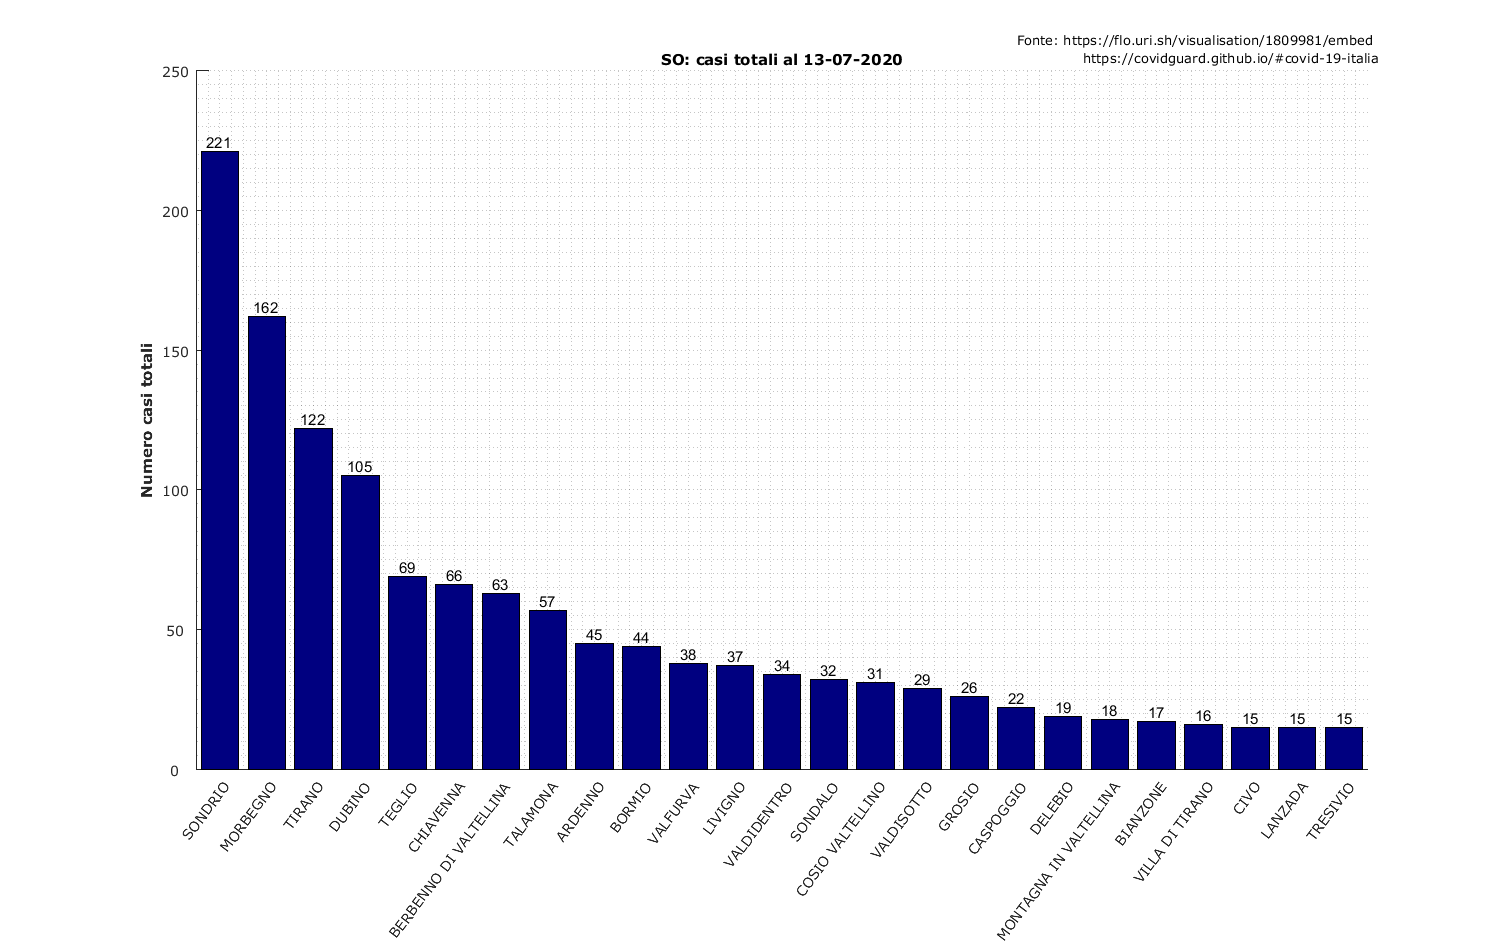 Fonte: https://flo.uri.sh/visualisation/1809981/embed
https://covidguard.github.io/#covid-19-italia
SO: casi totali al 13-07-2020
Numero casi totali
250
200
150
100
50
0
221
162
122
105
69
66
63
57
45
44
38
37
34
32
31
29
26
22
19
18
17
16
15
15
15
SONDRIO
MORBEGNO
TIRANO
DUBINO
TEGLIO
CHIAVENNA
BERBENNO DI VALTELLINA
TALAMONA
ARDENNO
BORMIO
VALFURVA
LIVIGNO
VALDIDENTRO
SONDALO
COSIO VALTELLINO
VALDISOTTO
GROSIO
CASPOGGIO
DELEBIO
MONTAGNA IN VALTELLINA
BIANZONE
VILLA DI TIRANO
CIVO
LANZADA
TRESIVIO